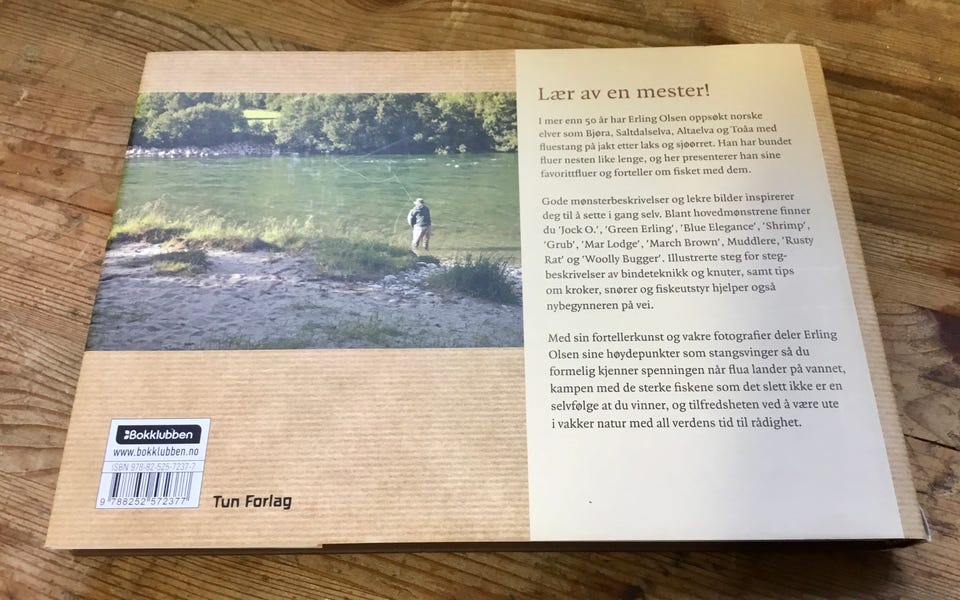 Lær av en mester!
I mer enn 50 år har Erling Olsen oppsøkt norske
elver som Bjøra, Saltdalselva, Altaelva og Toåa med
fluestang på jakt etter laks og sjøørret. Han har bundet
fluer nesten like lenge, og her presenterer han sine
favorittfluer og forteller om fisket med dem.
Gode mønsterbeskrivelser og lekre bilder inspirerer
deg til å sette i gang selv. Blant hovedmønstrene finner
du 'Jock O.', 'Green Erling', 'Blue Elegance', 'Shrimp',
'Grub', 'Mar Lodge', 'March Brown', Muddlere, 'Rusty
Rat' og 'Woolly Bugger'. Illustrerte steg for steg-
beskrivelser av bindeteknikk og knuter, samt tips
om kroker, snører og fiskeutstyr hjelper også
nybegynneren på vei.
Med sin fortellerkunst og vakre fotografier deler Erling
Olsen sine høydepunkter som stangsvinger så du
formelig kjenner spenningen når flua lander på vannet,
kampen med de sterke fiskene som det slett ikke er en
selvfølge at du vinner, og tilfredsheten ved å være ute
i vakker natur med all verdens tid til rådighet.
Bokklubben
www.bokklubben.no
ISBN 978-82-525-7237-7
9 788252 572377
Tun Forlag